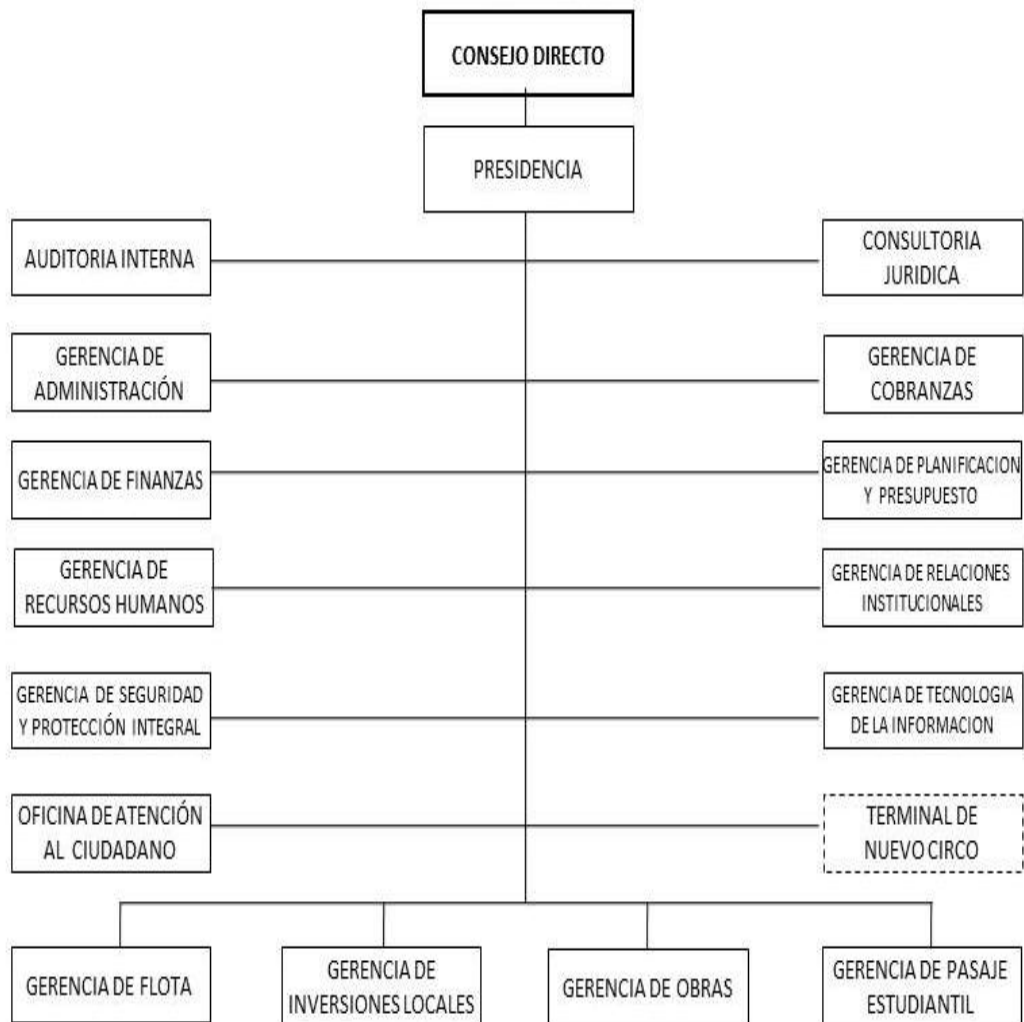 CONSEJO DIRECTO
PRESIDENCIA
AUDITORIA INTERNA
CONSULTORIA
JURIDICA
GERENCIA DE
ADMINISTRACIÓN
GERENCIA DE
COBRANZAS
GERENCIA DE FINANZAS
GERENCIA DE PLANIFICACION
Y PRESUPUESTO
GERENCIA DE
RECURSOS HUMANOS
GERENCIA DE RELACIONES
INSTITUCIONALES
GERENCIA DE SEGURIDAD
Y PROTECCIÓN INTEGRAL
GERENCIA DE TECNOLOGIA
DE LA INFORMACION
OFICINA DE ATENCIÓN
AL CIUDADANO
TERMINAL DE
NUEVO CIRCO
GERENCIA DE FLOTA
GERENCIA DE
INVERSIONES LOCALES
GERENCIA DE OBRAS
GERENCIA DE PASAJE
ESTUDIANTIL